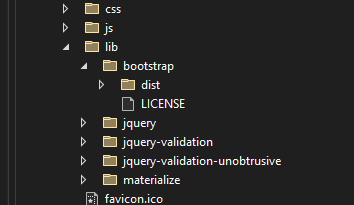 css
js
lib
bootstrap
dist
LICENSE
jquery
jquery-validation
jquery-validation-unobtrusive
materialize
favicon.ico